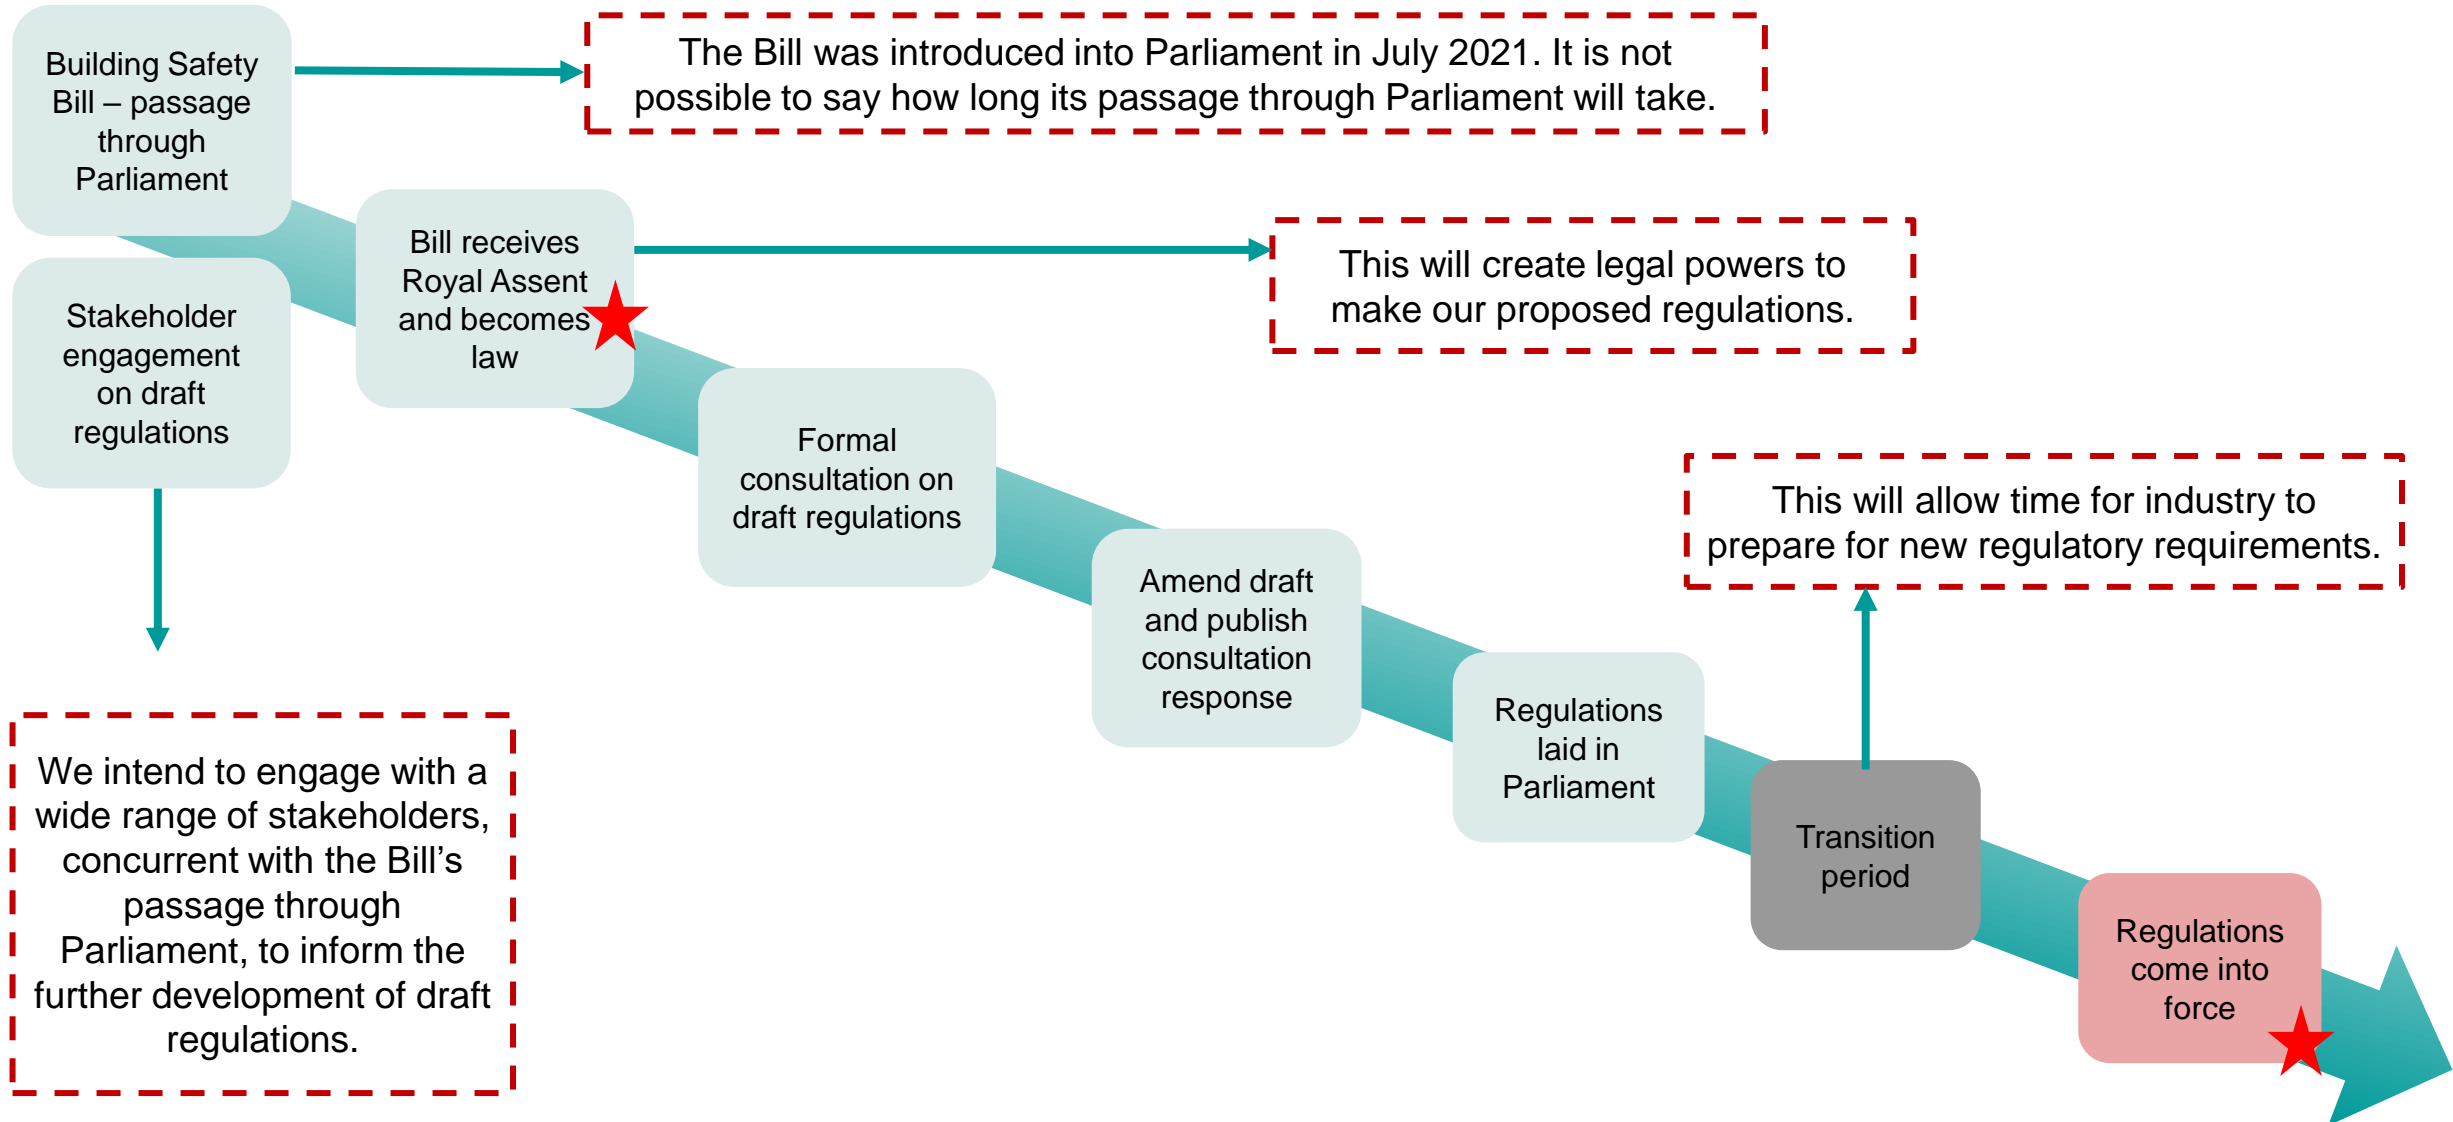 Building Safety
Bill – passage
through
Parliament
The Bill was introduced into Parliament in July 2021. It is not
possible to say how long its passage through Parliament will take.
Stakeholder
engagement
on draft
regulations
We intend to engage with a
wide range of stakeholders,
concurrent with the Bill’s
passage through
Parliament, to inform the
further development of draft
regulations.
Bill receives
Royal Assent
and becomes
law
This will create legal powers to
make our proposed regulations.
Formal
consultation on
draft regulations
Amend draft
and publish
consultation
response
Regulations
laid in
Parliament
Transition
period
This will allow time for industry to
prepare for new regulatory requirements.
Regulations
come into
force